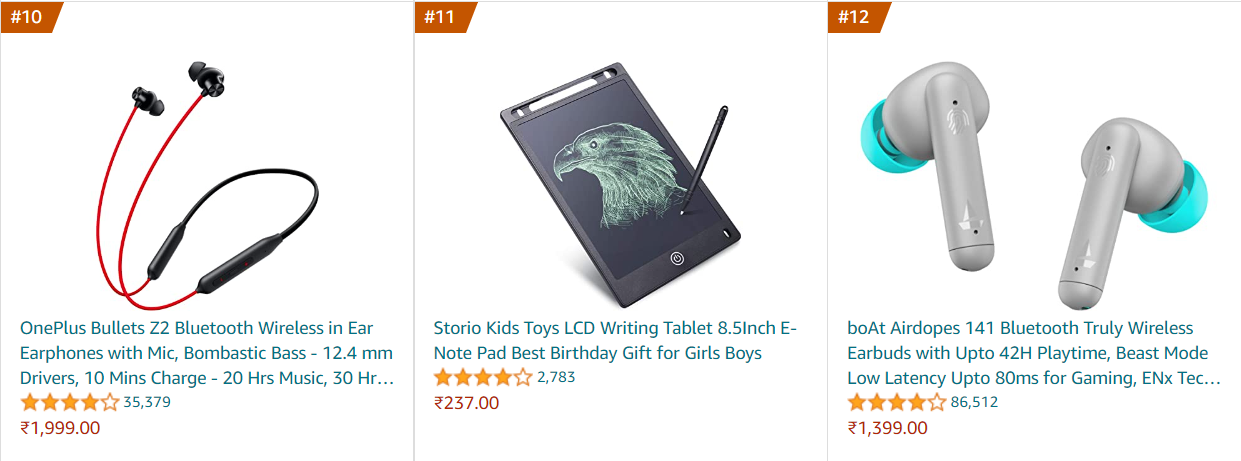 #10
OnePlus Bullets Z2 Bluetooth Wireless in Ear
Earphones with Mic, Bombastic Bass - 12.4 mm
Drivers, 10 Mins Charge - 20 Hrs Music, 30 Hr…
35,379
₹1,999.00
#11
Storio Kids Toys LCD Writing Tablet 8.5Inch E-
Note Pad Best Birthday Gift for Girls Boys
2,783
₹237.00
#12
boAt Airdopes 141 Bluetooth Truly Wireless
Earbuds with Upto 42H Playtime, Beast Mode
Low Latency Upto 80ms for Gaming, ENx Tec…
86,512
₹1,399.00